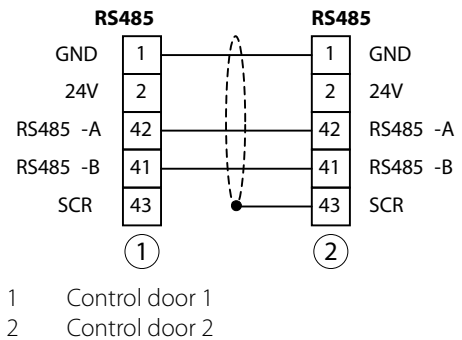 RS485 RS485
GND 1 1 GND
24V 2 2 24V
RS485 -A 42 42 RS485 -A
RS485 -B 41 41 RS485 -B
SCR 43 43 SCR
1 2
1 Control door 1
2 Control door 2